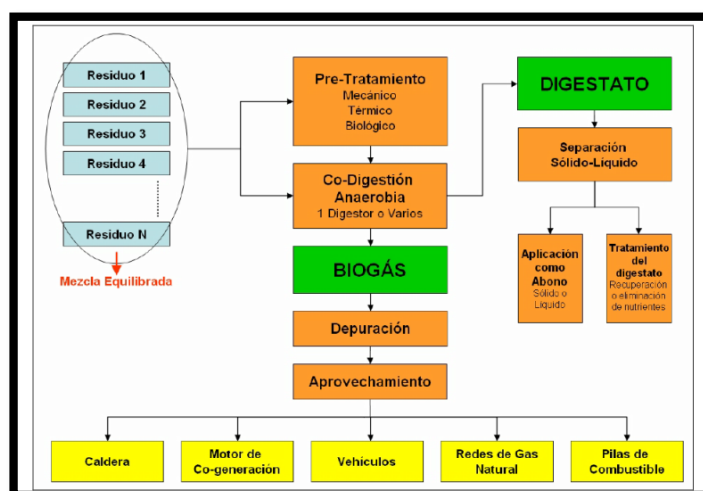 Residuo 1
Residuo 2
Residuo 3
Residuo 4
Residuo N
Mezcla Equilibrada
Pre-Tratamiento
Mecánico
Térmico
Biológico
Co-Digestión
Anaerobia
1 Digestor o Varios
BIOGÁS
Depuración
Aprovechamiento
DIGESTATO
Separación
Sólido-Líquido
Aplicación
como
Abono
Sólido o
Líquido
Tratamiento
del
digestato
Recuperación
o eliminación
de nutrientes
Caldera
Motor de
Co-generación
Vehículos
Redes de Gas
Natural
Pilas de
Combustible